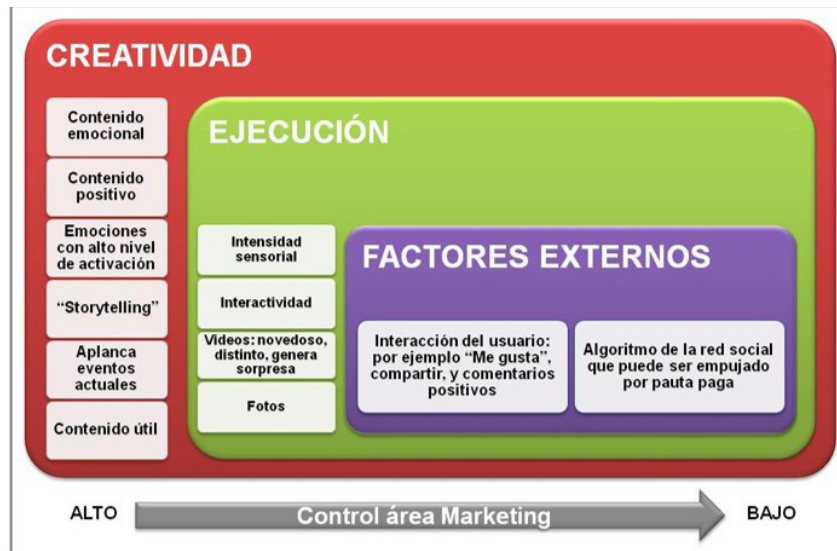 CREATIVIDAD
Contenido
emocional
Contenido
positivo
Emociones
con alto nivel
de activación
“Storytelling”
Aplanca
eventos
actuales
Contenido útil
EJECUCIÓN
Intensidad
sensorial
Interactividad
Videos: novedoso,
distinto, genera
sorpresa
Fotos
FACTORES EXTERNOS
Interacción del usuario:
por ejemplo “Me gusta”,
compartir, y comentarios
positivos
Algoritmo de la red social
que puede ser empujado
por pauta paga
ALTO
Control área Marketing
BAJO